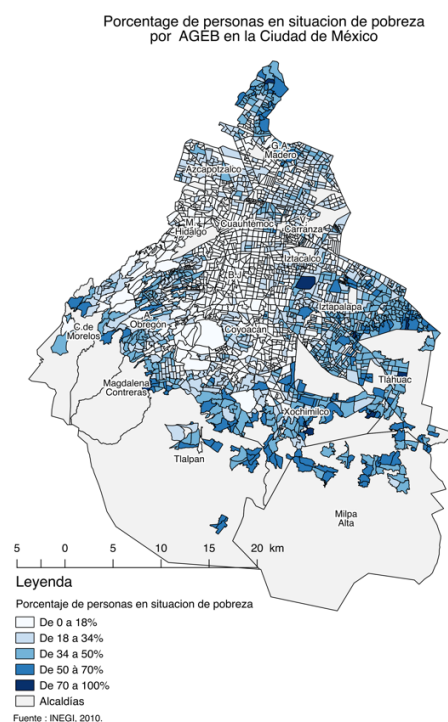 Porcentage de personas en situacion de pobreza
por AGEB en la Ciudad de México
G.A.
Madero
Azcapotzalco
M.
Hidalgo
Cuauhtemoc
V.
Carranza
Iztacalco
B.J.
Iztapalapa
A.
Obregón
Coyoacán
C.de
Morelos
Magdalena
Contreras
Tláhuac
Xochimilco
Tlalpan
Milpa
Alta
5 0 5 10 15 20 km
Leyenda
Porcentaje de personas en situacion de pobreza
De 0 a 18%
De 18 a 34%
De 34 a 50%
De 50 à 70%
De 70 a 100%
Alcaldías
Fuente : INEGI. 2010.